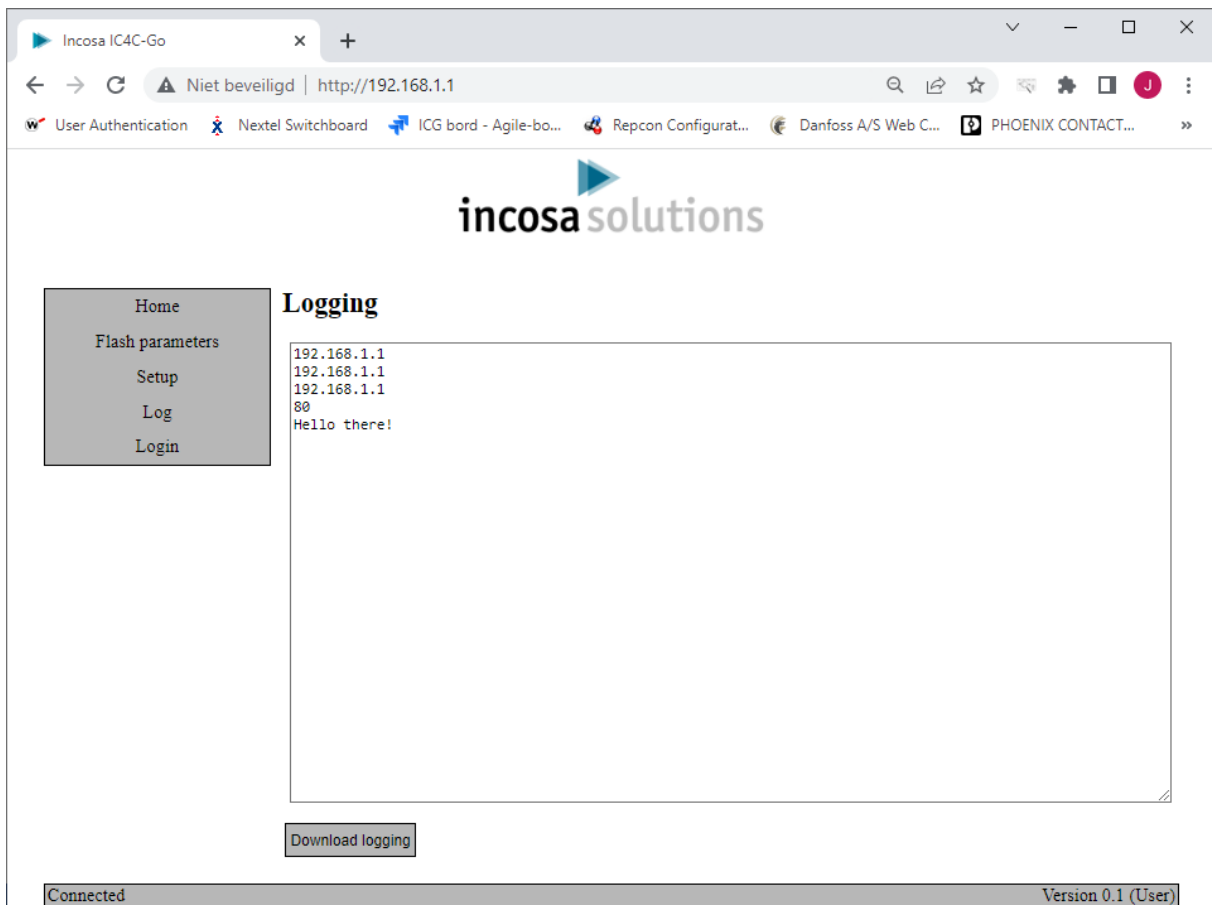 Incosa IC4C-Go
Niet beveiligd | http://192.168.1.1
J
User Authentication Nextel Switchboard ICG bord - Agile-bo... Repcon Configurat... Danfoss A/S Web C... PHOENIX CONTACT... »
incosa solutions
Home
Flash parameters
Setup
Log
Login
Logging
192.168.1.1
192.168.1.1
192.168.1.1
80
Hello there!
Download logging
Connected Version 0.1 (User)